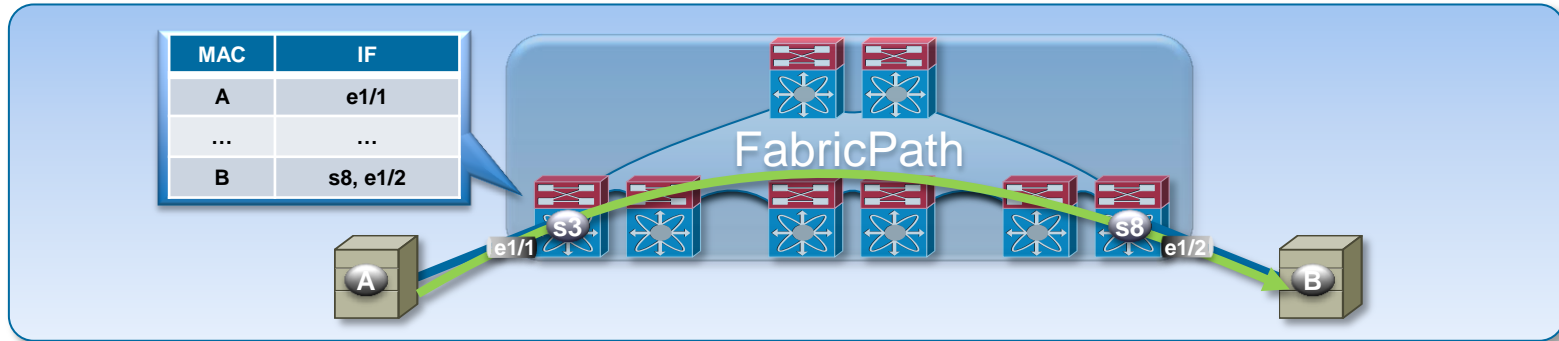 MAC IF
A e1/1
... ...
B s8, e1/2
FabricPath
s3 s8
e1/1 e1/2
A B